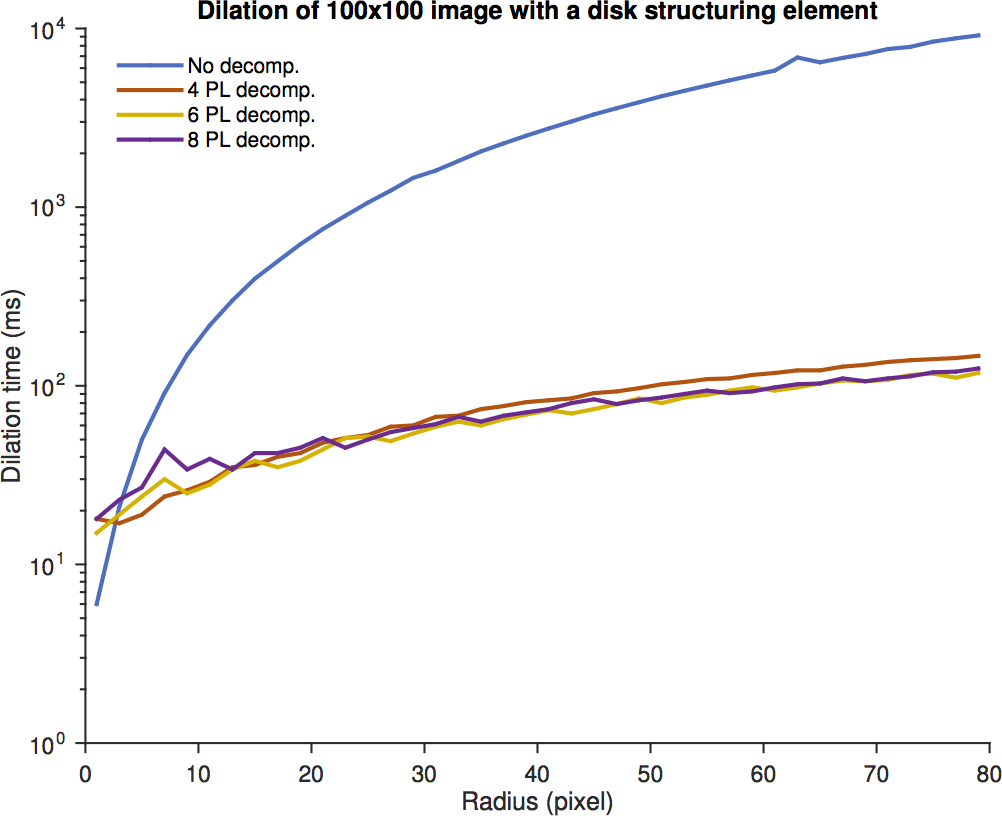 Dilation of 100x100 image with a disk structuring element
10^4
No decomp.
4 PL decomp.
6 PL decomp.
8 PL decomp.
10^3
Dilation time (ms)
10^2
10^1
10^0
0 10 20 30 40 50 60 70 80
Radius (pixel)